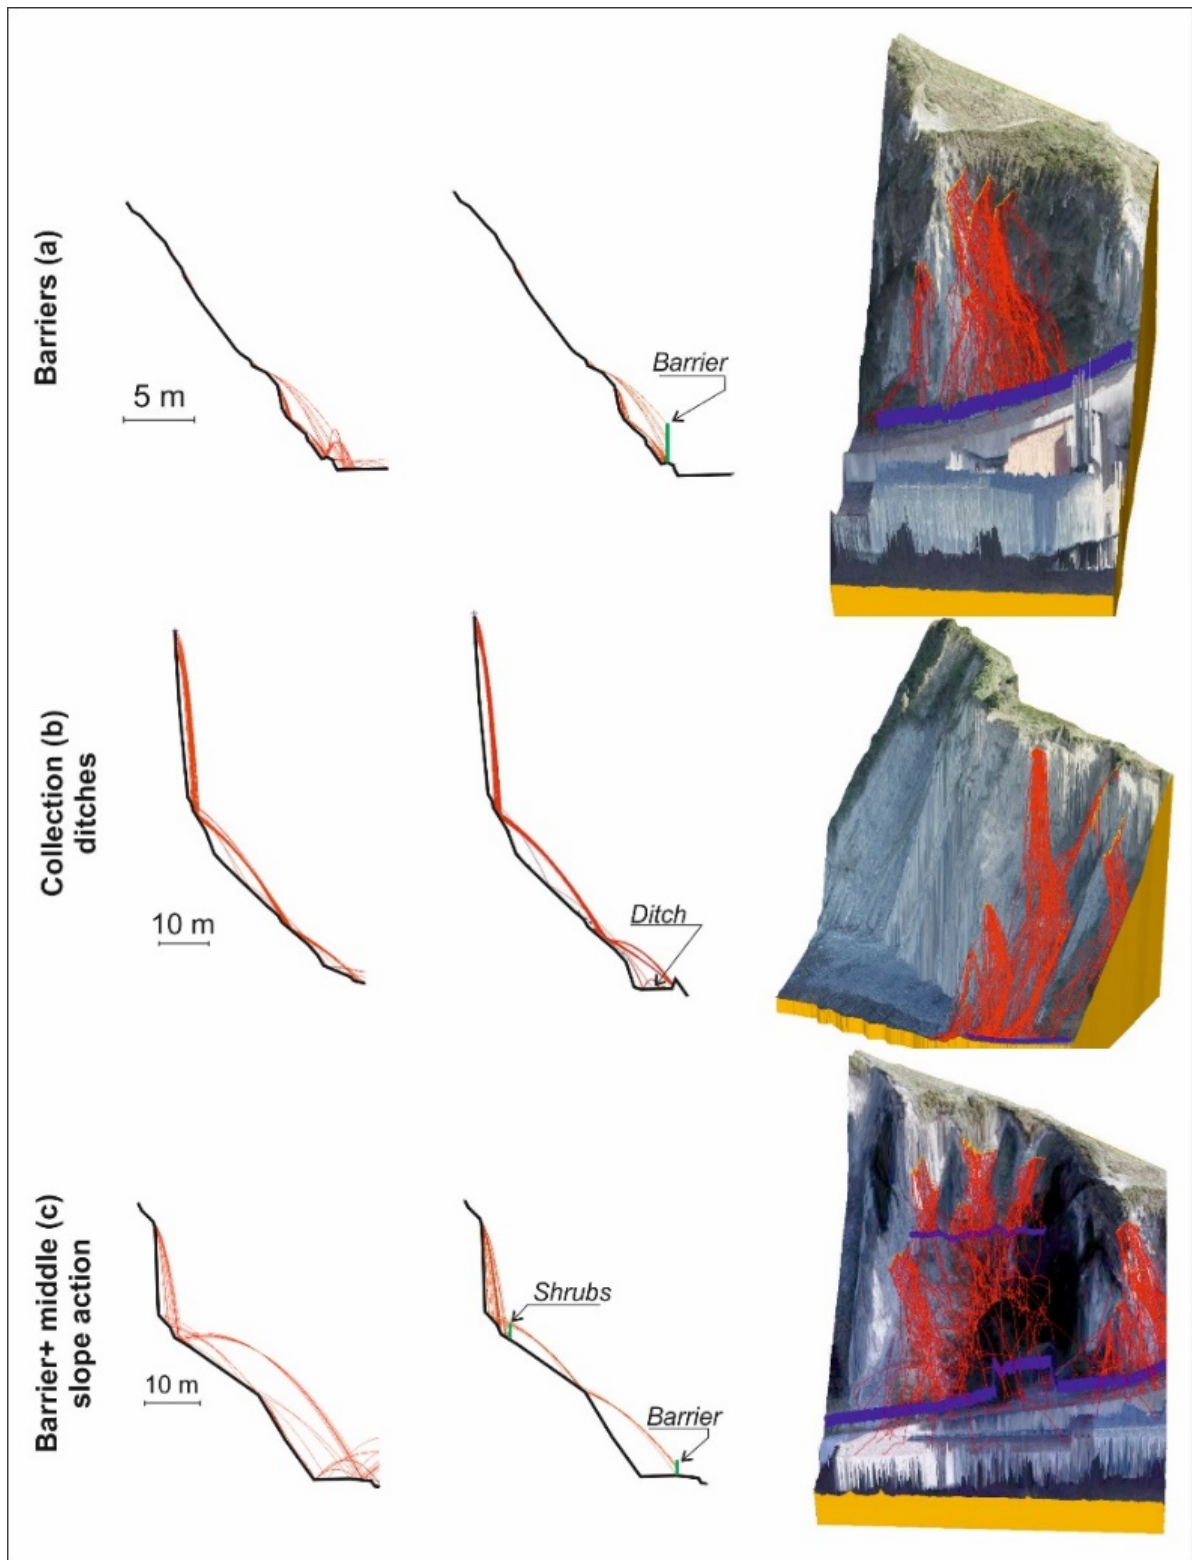 Barriers (a)
5 m
Barrier
Collection (b)
ditches
10 m
Ditch
Barrier+ middle (c)
slope action
10 m
Shrubs
Barrier